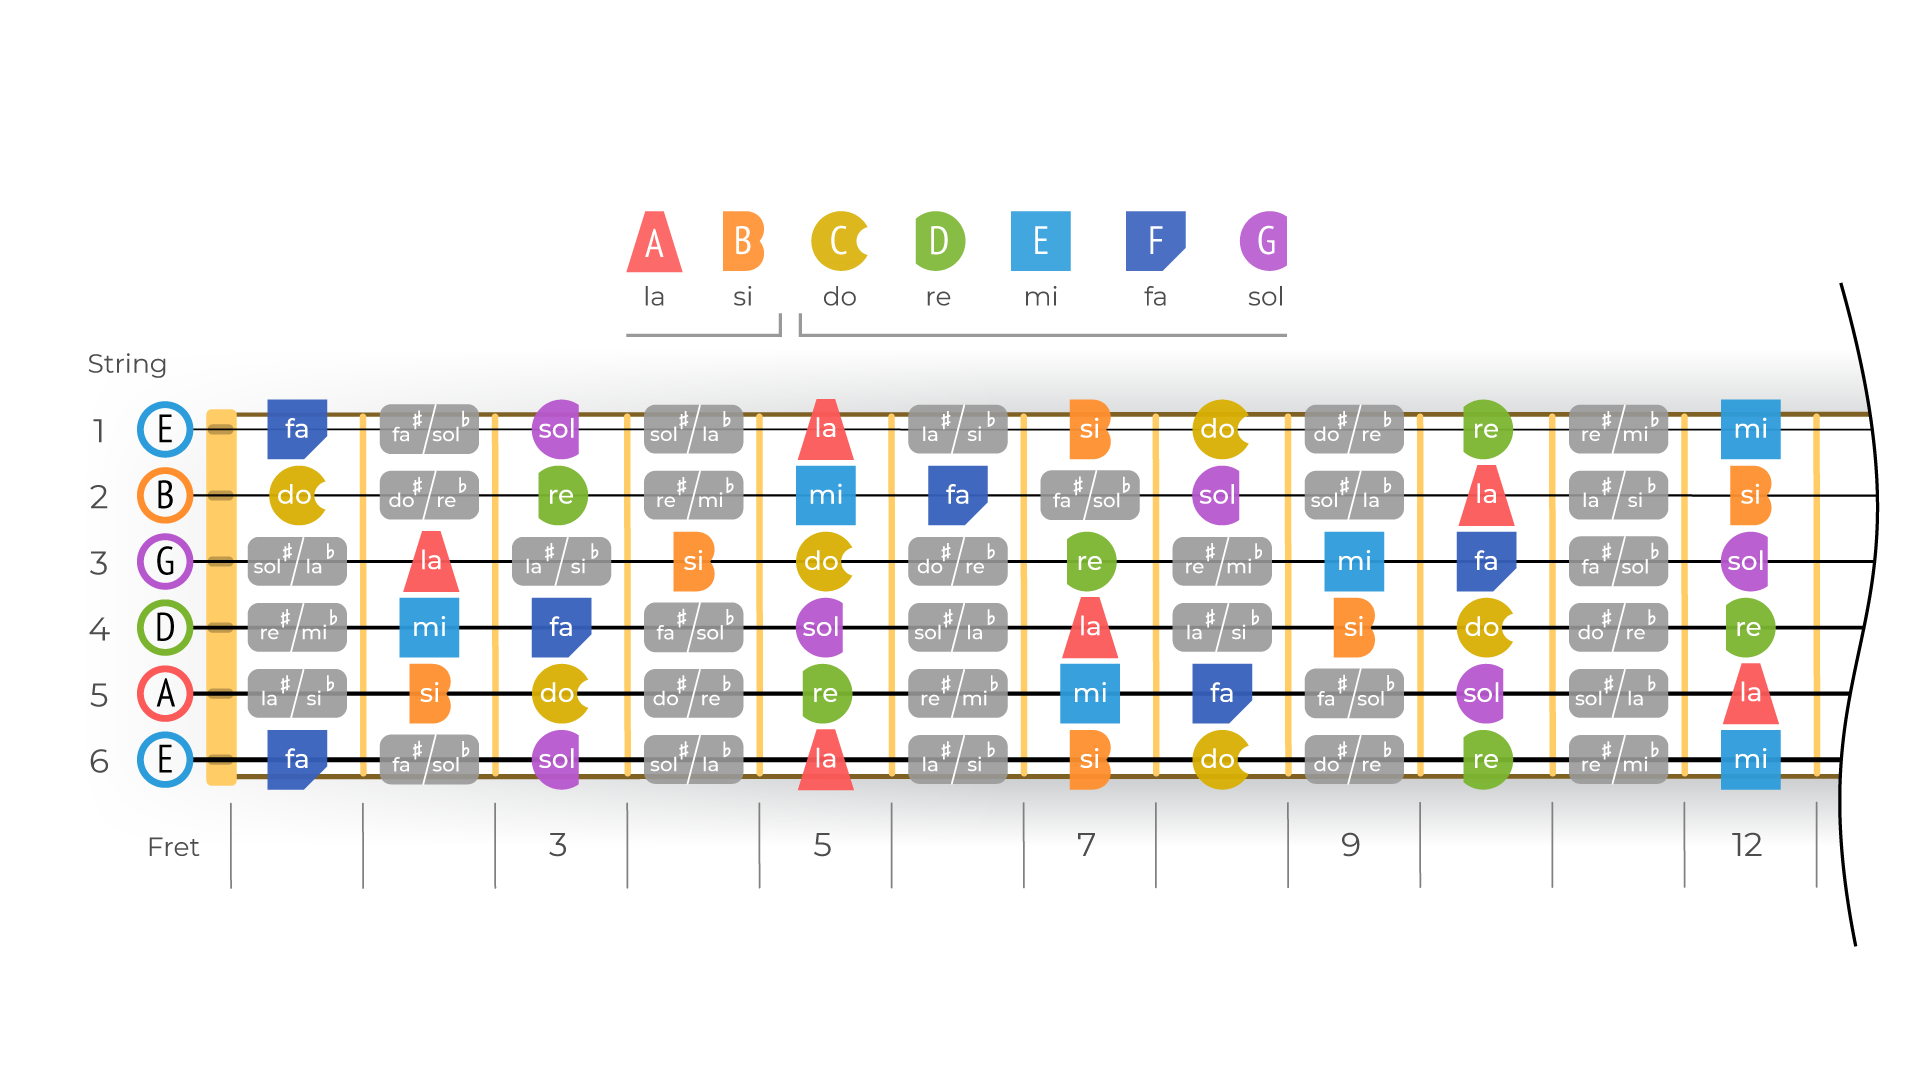 A B C D E F G
la si do re mi fa sol
String
1 E fa fa♯/sol♭ sol sol♯/la♭ la la♯/si♭ si do do♯/re♭ re re♯/mi♭ mi
2 B do do♯/re♭ re re♯/mi♭ mi fa fa♯/sol♭ sol sol♯/la♭ la la♯/si♭ si
3 G sol♯/la♭ la la♯/si♭ si do do♯/re♭ re re♯/mi♭ mi fa fa♯/sol♭ sol
4 D re♯/mi♭ mi fa fa♯/sol♭ sol sol♯/la♭ la la♯/si♭ si do do♯/re♭ re
5 A la♯/si♭ si do do♯/re♭ re re♯/mi♭ mi fa fa♯/sol♭ sol sol♯/la♭ la
6 E fa fa♯/sol♭ sol sol♯/la♭ la la♯/si♭ si do do♯/re♭ re re♯/mi♭ mi
Fret 3 5 7 9 12